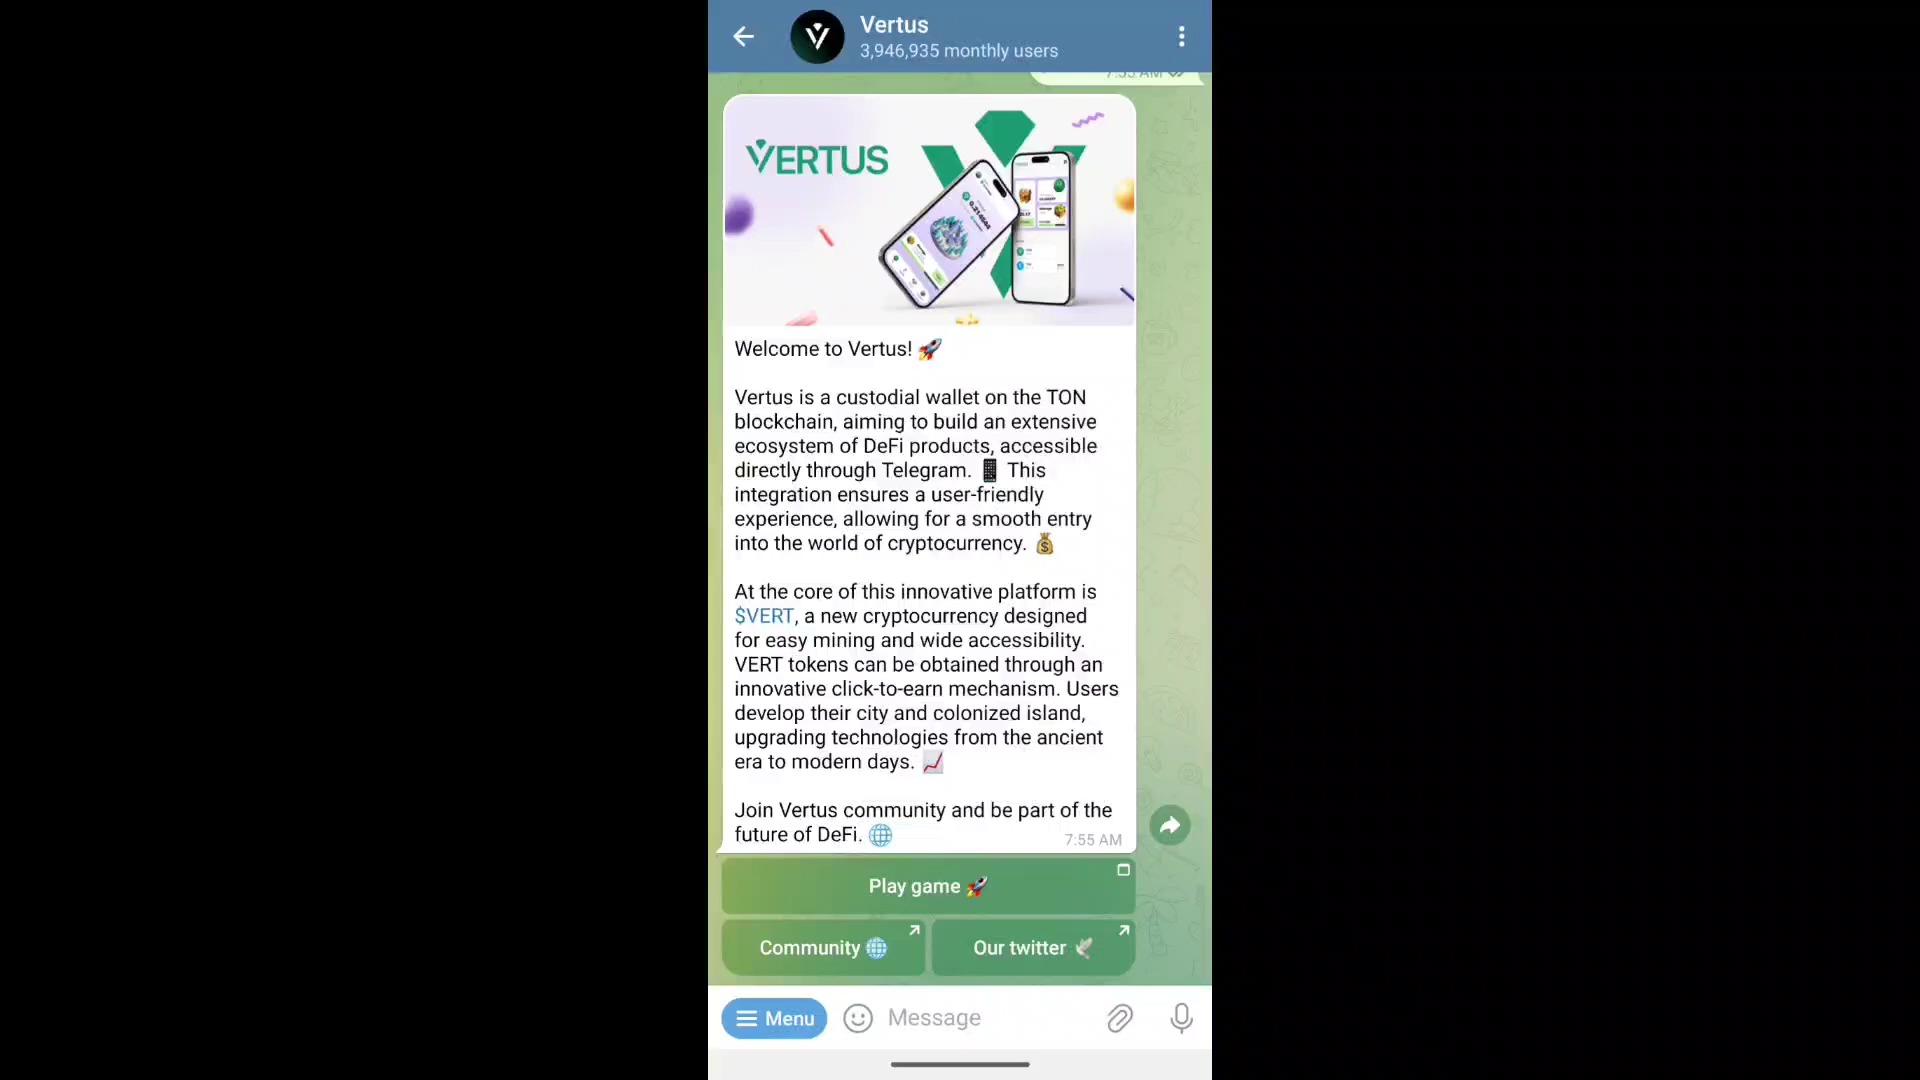 Vertus
3,946,935 monthly users
7:55 AM
VERTUS
Welcome to Vertus! 🚀
Vertus is a custodial wallet on the TON
blockchain, aiming to build an extensive
ecosystem of DeFi products, accessible
directly through Telegram. 📱 This
integration ensures a user-friendly
experience, allowing for a smooth entry
into the world of cryptocurrency. 💰
At the core of this innovative platform is
$VERT, a new cryptocurrency designed
for easy mining and wide accessibility.
VERT tokens can be obtained through an
innovative click-to-earn mechanism. Users
develop their city and colonized island,
upgrading technologies from the ancient
era to modern days. 📈
Join Vertus community and be part of the
future of DeFi. 🌐
7:55 AM
Play game 🚀
Community 🌐
Our twitter 🕊
Menu
Message